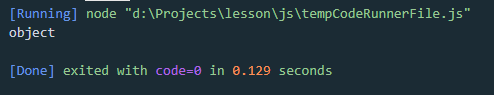 [Running] node "d:\Projects\lesson\js\tempCodeRunnerFile.js"
object
[Done] exited with code=0 in 0.129 seconds